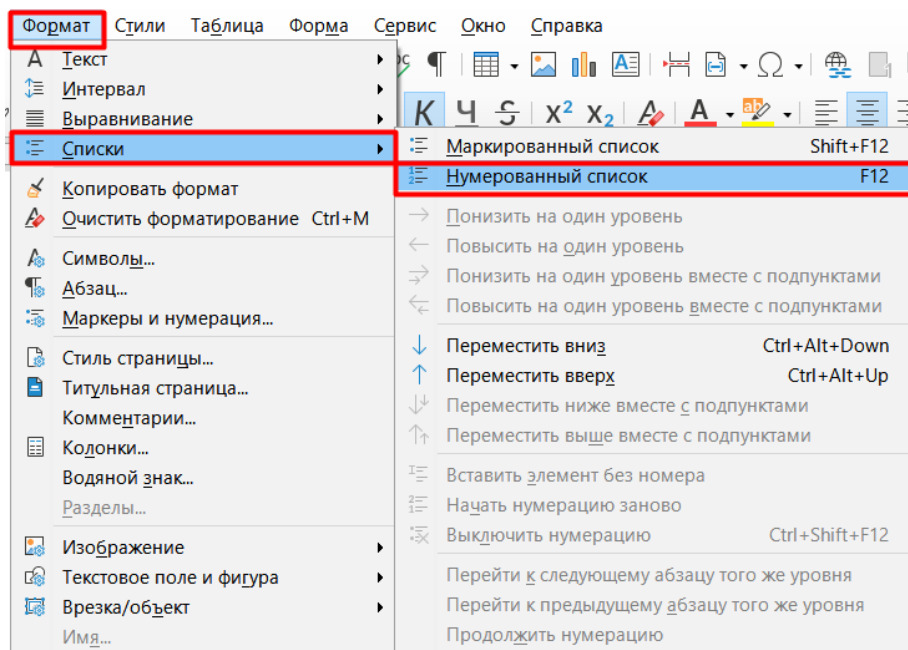 Формат Стили Таблица Форма Сервис Окно Справка
Текст
Интервал
Выравнивание
К Ч S X² X₂ A A ab
Списки
Маркированный список Shift+F12
Нумерованный список F12
Копировать формат
Очистить форматирование Ctrl+M
Понизить на один уровень
Повысить на один уровень
Символы...
Понизить на один уровень вместе с подпунктами
Абзац...
Повысить на один уровень вместе с подпунктами
Маркеры и нумерация...
Переместить вниз Ctrl+Alt+Down
Стиль страницы...
Переместить вверх Ctrl+Alt+Up
Титульная страница...
Переместить ниже вместе с подпунктами
Комментарии...
Переместить выше вместе с подпунктами
Колонки...
Вставить элемент без номера
Водяной знак...
Начать нумерацию заново
Разделы...
Выключить нумерацию Ctrl+Shift+F12
Изображение
Перейти к следующему абзацу того же уровня
Текстовое поле и фигура
Перейти к предыдущему абзацу того же уровня
Врезка/объект
Продолжить нумерацию
Имя...